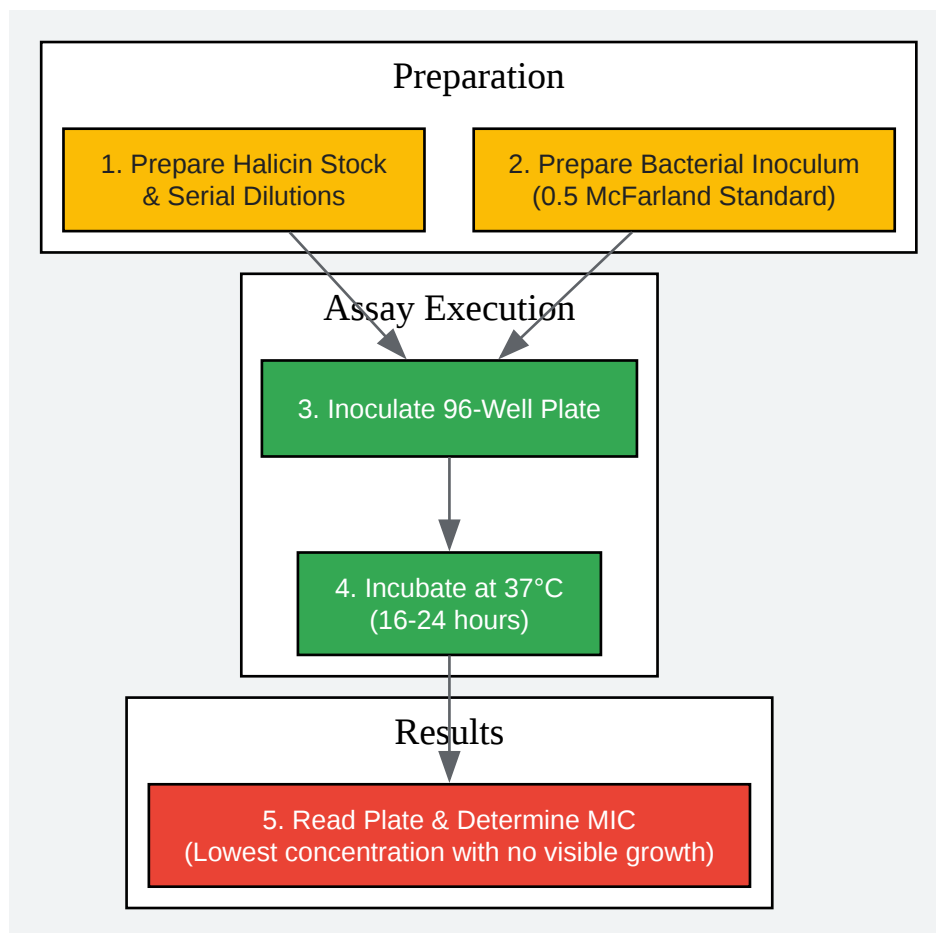 Preparation
1. Prepare Halicin Stock
& Serial Dilutions
2. Prepare Bacterial Inoculum
(0.5 McFarland Standard)
Assay Execution
3. Inoculate 96-Well Plate
4. Incubate at 37°C
(16-24 hours)
Results
5. Read Plate & Determine MIC
(Lowest concentration with no visible growth)